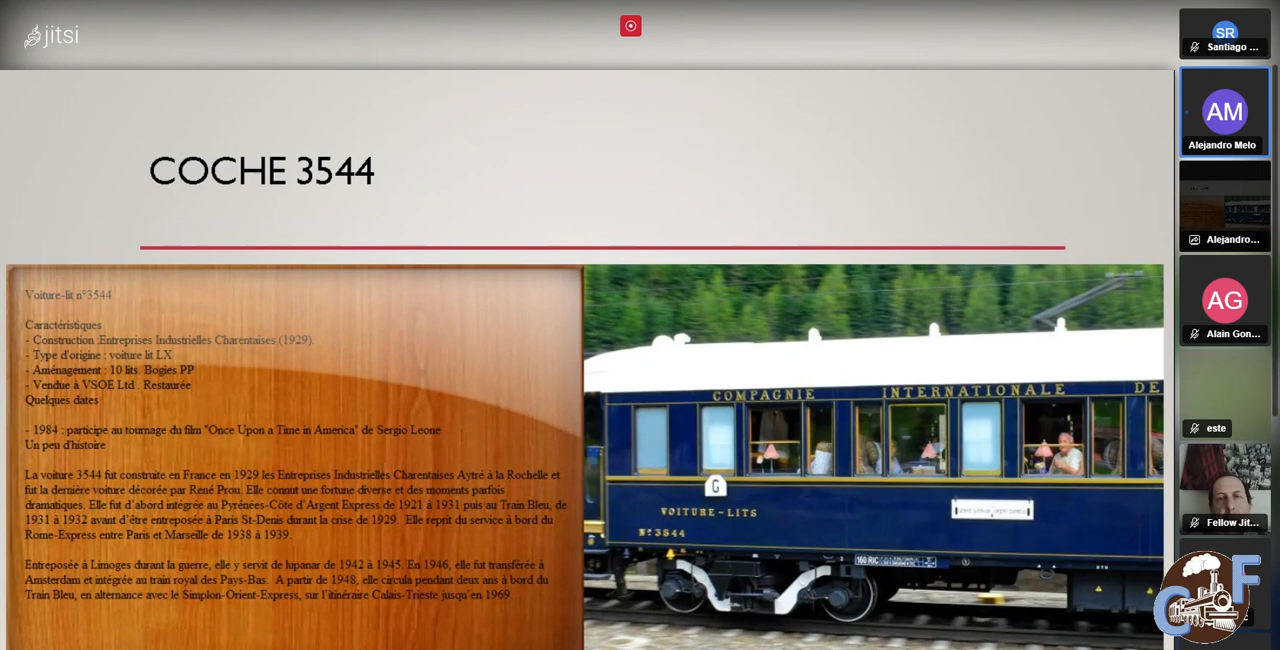 jitsi
COCHE 3544
Voiture-lit n°3544
Caractéristiques
- Construction :Entreprises Industrielles Charentaises (1929).
- Type d'origine : voiture lit LX
- Aménagement : 10 lits. Bogies PP
- Vendue à VSOE Ltd . Restaurée
Quelques dates
- 1984 : participe au tournage du film "Once Upon a Time in America" de Sergio Leone
Un peu d'histoire
La voiture 3544 fut construite en France en 1929 les Entreprises Industrielles Charentaises Aytré à la Rochelle et
fut la dernière voiture décorée par René Prou. Elle connut une fortune diverse et des moments parfois
dramatiques. Elle fut d'abord intégrée au Pyrénées-Côte d'Argent Express de 1921 à 1931 puis au Train Bleu, de
1931 à 1932 avant d'être entreposée à Paris St-Denis durant la crise de 1929. Elle reprit du service à bord du
Rome-Express entre Paris et Marseille de 1938 à 1939.
Entreposée à Limoges durant la guerre, elle y servit de lupanar de 1942 à 1945. En 1946, elle fut transférée à
Amsterdam et intégrée au train royal des Pays-Bas. A partir de 1948, elle circula pendant deux ans à bord du
Train Bleu, en alternance avec le Simplon-Orient-Express, sur l'itinéraire Calais-Trieste jusqu'en 1969.
COMPAGNIE INTERNATIONALE DE
G
VOITURE-LITS
Nº 3544
160 RIC
SR
Santiago ...
AM
Alejandro Melo
Alejandro...
AG
Alain Gon...
este
Fellow Jit...
C F